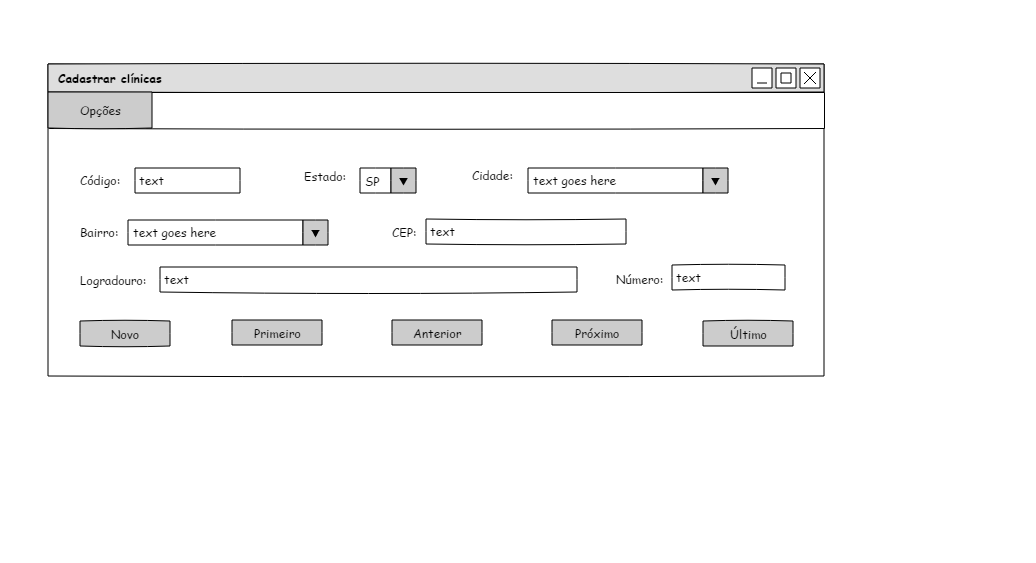 Cadastrar clínicas
Opções
Código: text Estado: SP Cidade: text goes here
Bairro: text goes here CEP: text
Logradouro: text Número: text
Novo Primeiro Anterior Próximo Último